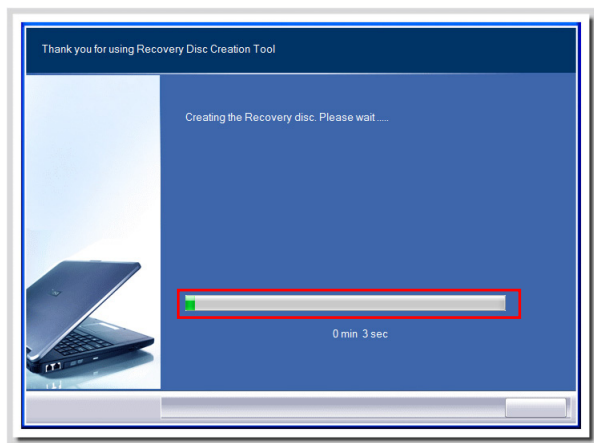 Thank you for using Recovery Disc Creation Tool
Creating the Recovery disc. Please wait .....
0 min 3 sec